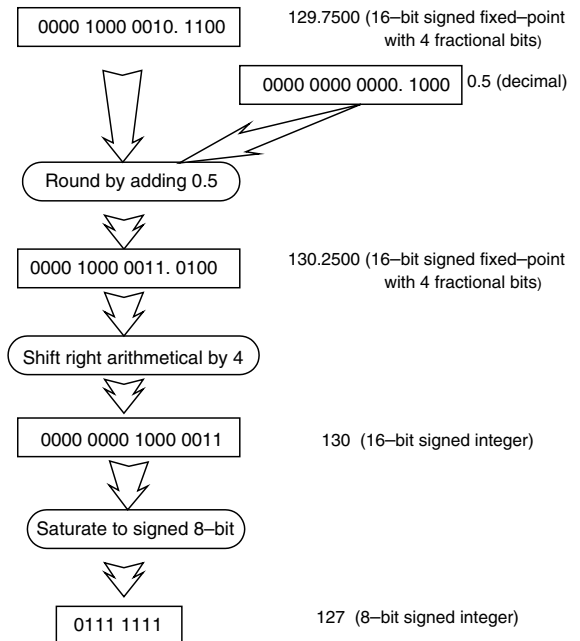 0000 1000 0010. 1100
129.7500 (16–bit signed fixed–point
with 4 fractional bits)
0000 0000 0000. 1000
0.5 (decimal)
Round by adding 0.5
0000 1000 0011. 0100
130.2500 (16–bit signed fixed–point
with 4 fractional bits)
Shift right arithmetical by 4
0000 0000 1000 0011
130 (16–bit signed integer)
Saturate to signed 8–bit
0111 1111
127 (8–bit signed integer)